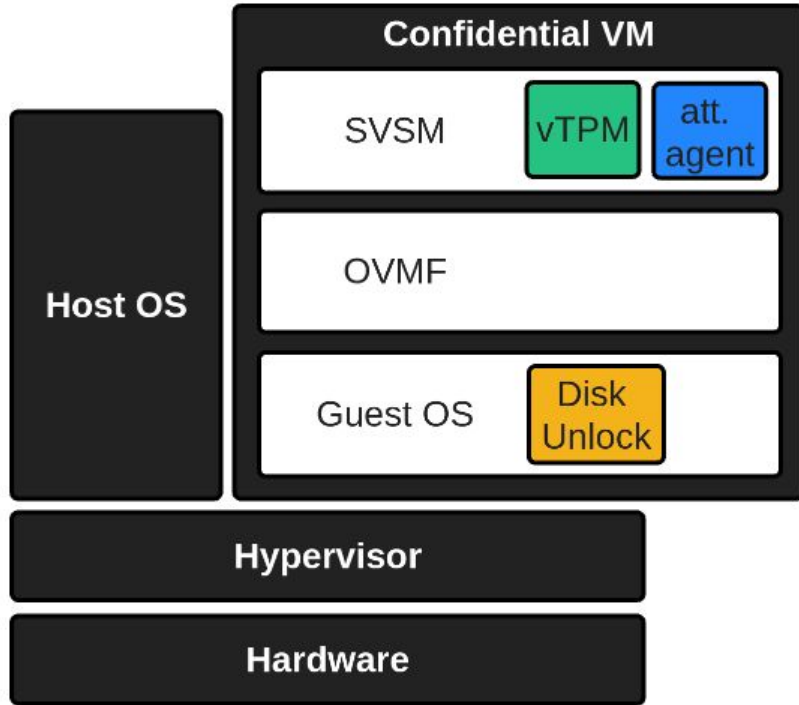 Confidential VM
SVSM
vTPM
att.
agent
OVMF
Host OS
Guest OS
Disk
Unlock
Hypervisor
Hardware